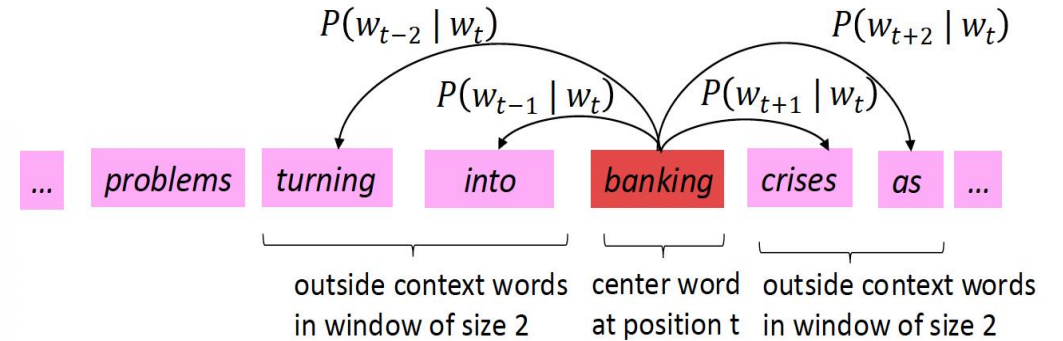 P(w_{t−2} | w_t) P(w_{t+2} | w_t)
P(w_{t−1} | w_t) P(w_{t+1} | w_t)
... problems turning into banking crises as ...
outside context words center word outside context words
in window of size 2 at position t in window of size 2